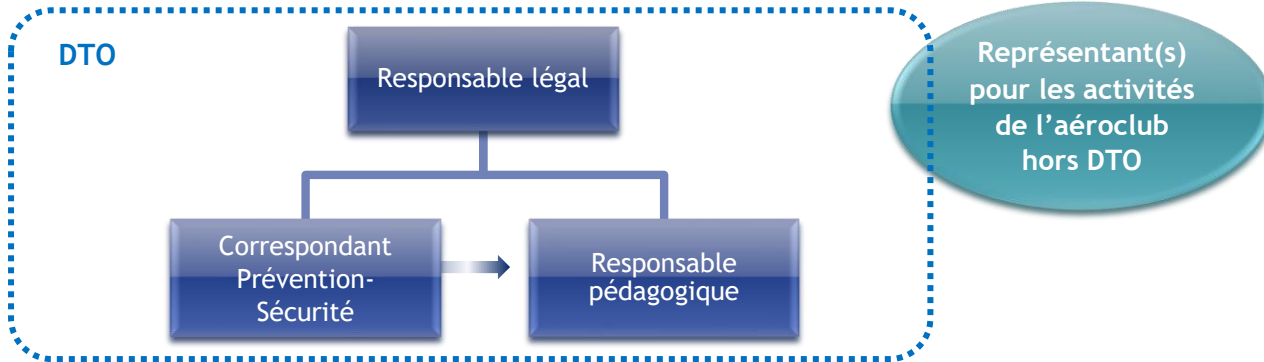 DTO
Responsable légal
Représentant(s)
pour les activités
de l'aéroclub
hors DTO
Correspondant
Prévention-
Sécurité
Responsable
pédagogique